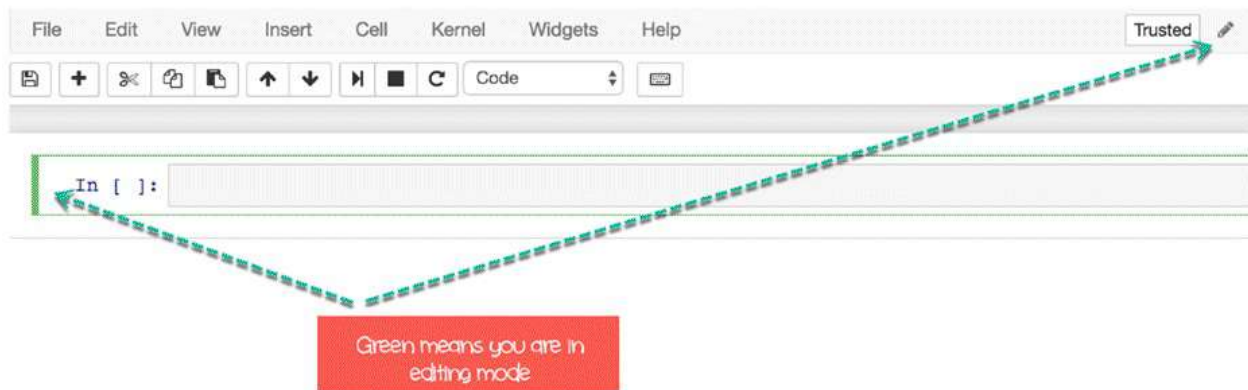 File Edit View Insert Cell Kernel Widgets Help Trusted
Code
In [ ]:
Green means you are in
editing mode